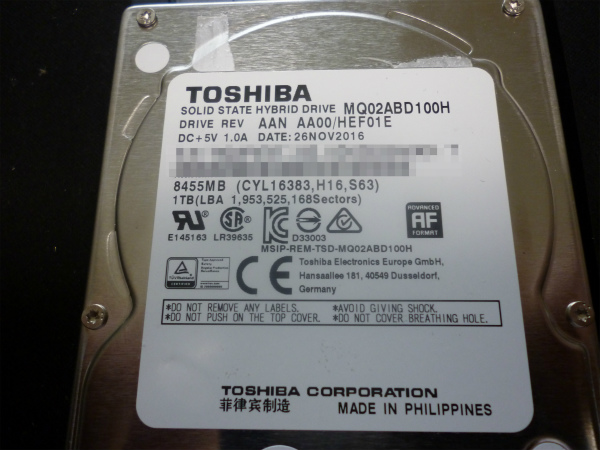 TOSHIBA
SOLID STATE HYBRID DRIVE MQ02ABD100H
DRIVE REV AAN AA00/HEF01E
DC+5V 1.0A DATE:26NOV2016
8455MB (CYL16383,H16,S63)
1TB(LBA 1,953,525,168Sectors)
ADVANCED
AF
FORMAT
E145163 LR39635 D33003
MSIP-REM-TSD-MQ02ABD100H
Toshiba Electronics Europe GmbH,
Hansaallee 181, 40549 Dusseldorf,
Germany
*DO NOT REMOVE ANY LABELS. *AVOID GIVING SHOCK.
*DO NOT PUSH ON THE TOP COVER. *DO NOT COVER BREATHING HOLE.
TOSHIBA CORPORATION
菲律宾制造 MADE IN PHILIPPINES